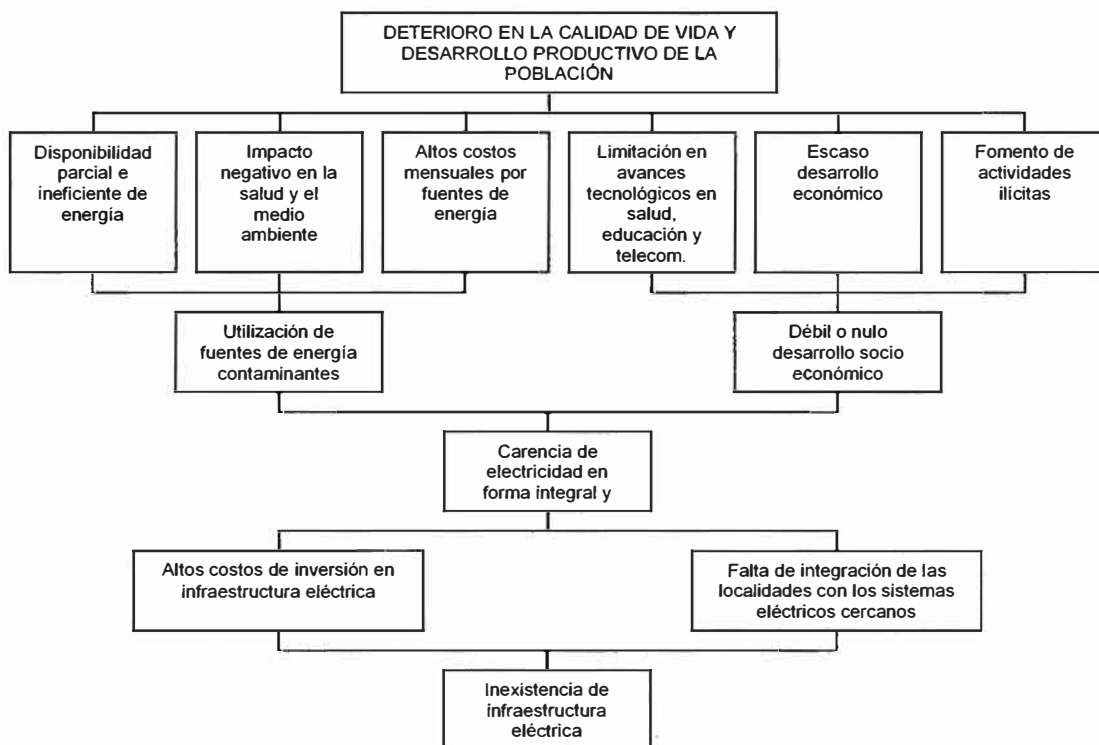 DETERIORO EN LA CALIDAD DE VIDA Y
DESARROLLO PRODUCTIVO DE LA
POBLACIÓN
Disponibilidad
parcial e
ineficiente de
energía
Impacto
negativo en la
salud y el
medio
ambiente
Altos costos
mensuales por
fuentes de
energía
Limitación en
avances
tecnológicos en
salud,
educación y
telecom.
Escaso
desarrollo
económico
Fomento de
actividades
ilícitas
Utilización de
fuentes de energía
contaminantes
Débil o nulo
desarrollo socio
económico
Carencia de
electricidad en
forma integral y
Altos costos de inversión en
infraestructura eléctrica
Falta de integración de las
localidades con los sistemas
eléctricos cercanos
Inexistencia de
infraestructura
eléctrica